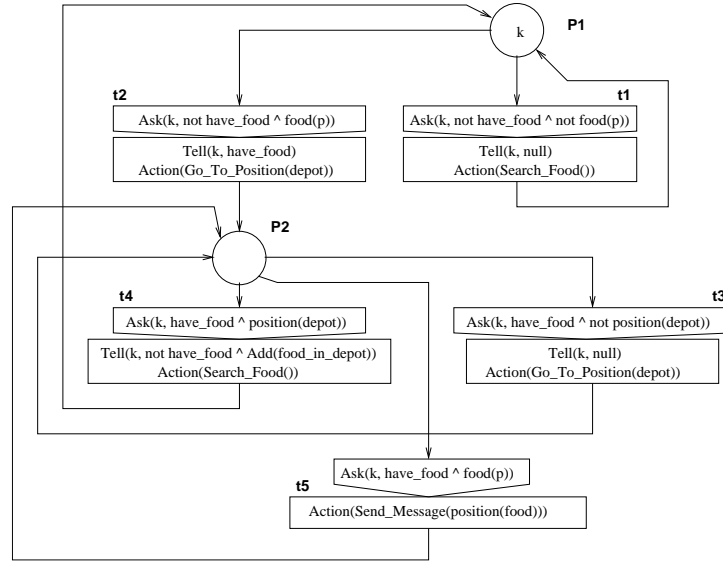 P1
k
t2
t1
Ask(k, not have_food ^ food(p))
Ask(k, not have_food ^ not food(p))
Tell(k, have_food)
Action(Go_To_Position(depot))
Tell(k, null)
Action(Search_Food())
P2
t4
t3
Ask(k, have_food ^ position(depot))
Ask(k, have_food ^ not position(depot))
Tell(k, not have_food ^ Add(food_in_depot))
Action(Search_Food())
Tell(k, null)
Action(Go_To_Position(depot))
Ask(k, have_food ^ food(p))
t5
Action(Send_Message(position(food)))